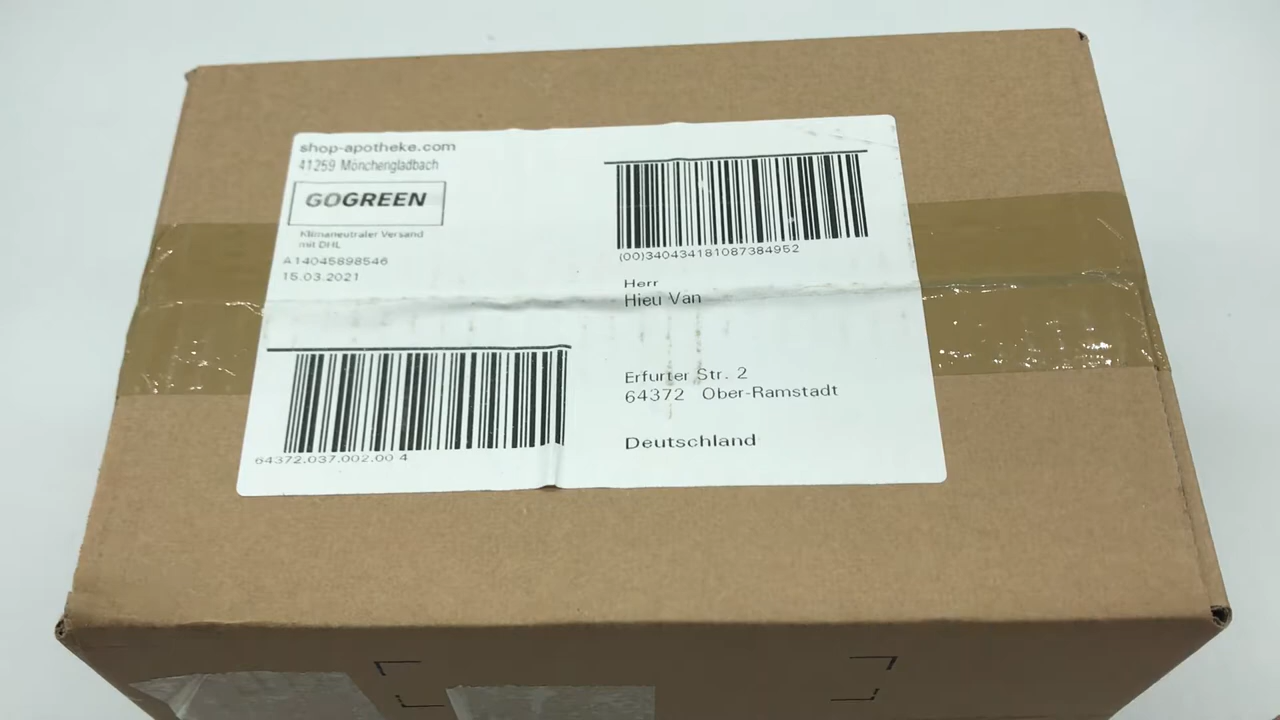 shop-apotheke.com
41259 Mönchengladbach
GOGREEN
Klimaneutraler Versand
mit DHL
A14045898546
15.03.2021
(00)340434181087384952
Herr
Hieu Van
Erfurter Str. 2
64372 Ober-Ramstadt
Deutschland
64372.037.002.00 4